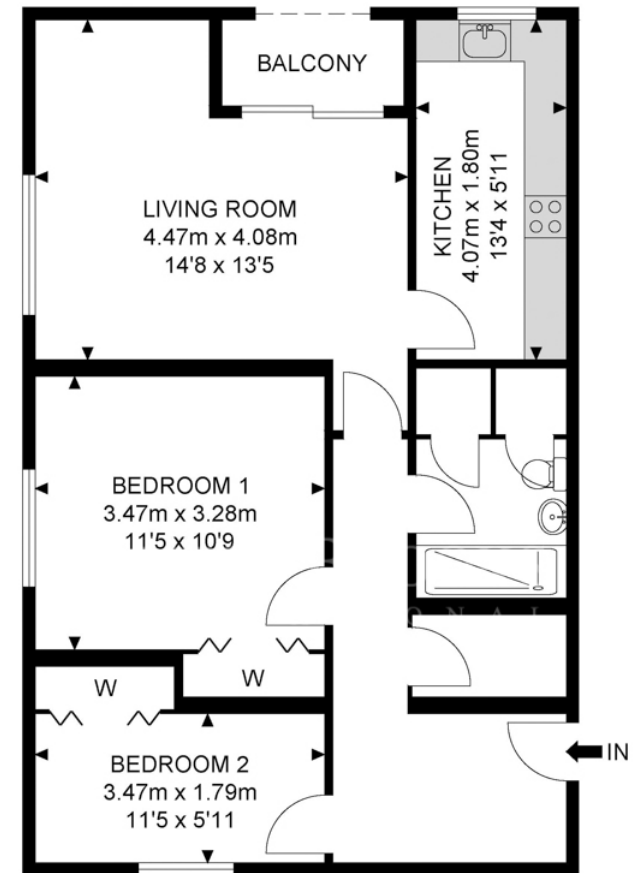 BALCONY
LIVING ROOM
4.47m x 4.08m
14'8 x 13'5
KITCHEN
4.07m x 1.80m
13'4 x 5'11
BEDROOM 1
3.47m x 3.28m
11'5 x 10'9
W
W
BEDROOM 2
3.47m x 1.79m
11'5 x 5'11
IN